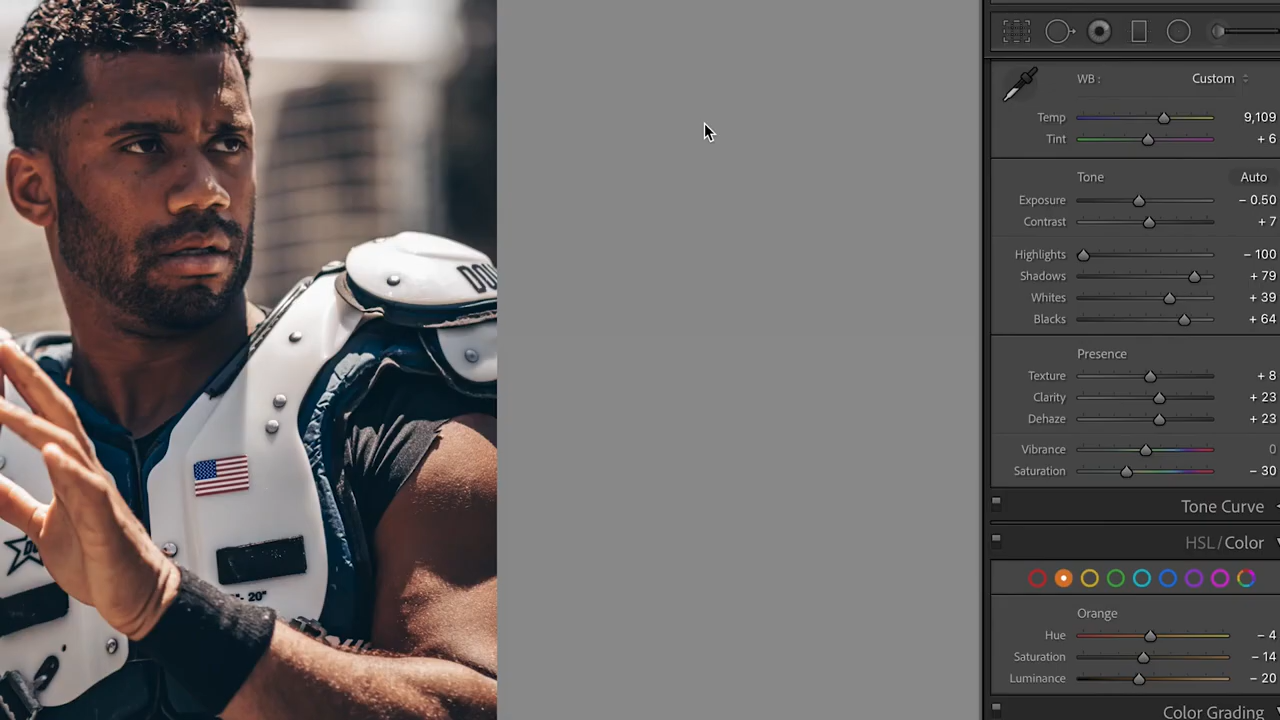 WB :
Custom
Temp
9,109
Tint
+ 6
Tone
Auto
Exposure
− 0.50
Contrast
+ 7
Highlights
− 100
Shadows
+ 79
Whites
+ 39
Blacks
+ 64
Presence
Texture
+ 8
Clarity
+ 23
Dehaze
+ 23
Vibrance
0
Saturation
− 30
Tone Curve
HSL/Color
Orange
Hue
− 4
Saturation
− 14
Luminance
− 20
Color Grading
20"